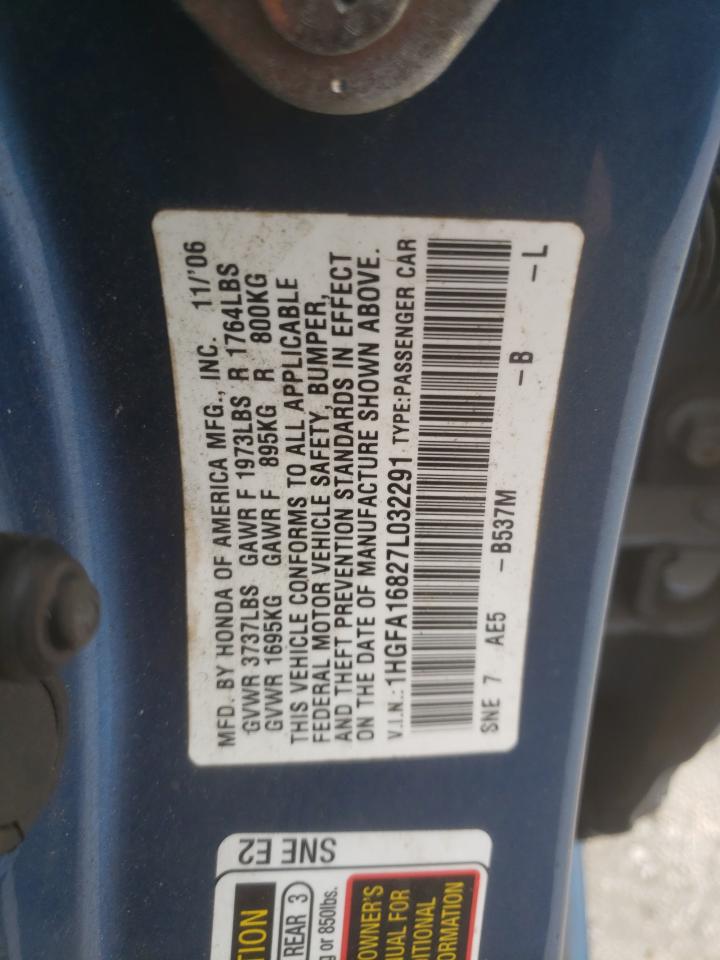 MFD. BY HONDA OF AMERICA MFG., INC. 11/'06
GVWR 3737LBS GAWR F 1973LBS R 1764LBS
GVWR 1695KG GAWR F 895KG R 800KG
THIS VEHICLE CONFORMS TO ALL APPLICABLE
FEDERAL MOTOR VEHICLE SAFETY, BUMPER,
AND THEFT PREVENTION STANDARDS IN EFFECT
ON THE DATE OF MANUFACTURE SHOWN ABOVE.
V.I.N.: 1HGFA16827L032291 TYPE:PASSENGER CAR
SNE 7 AE5 -B537M -B -L
SNE E2
TION
REAR 3
g or 850lbs.
OWNER'S
UAL FOR
DITIONAL
ORMATION